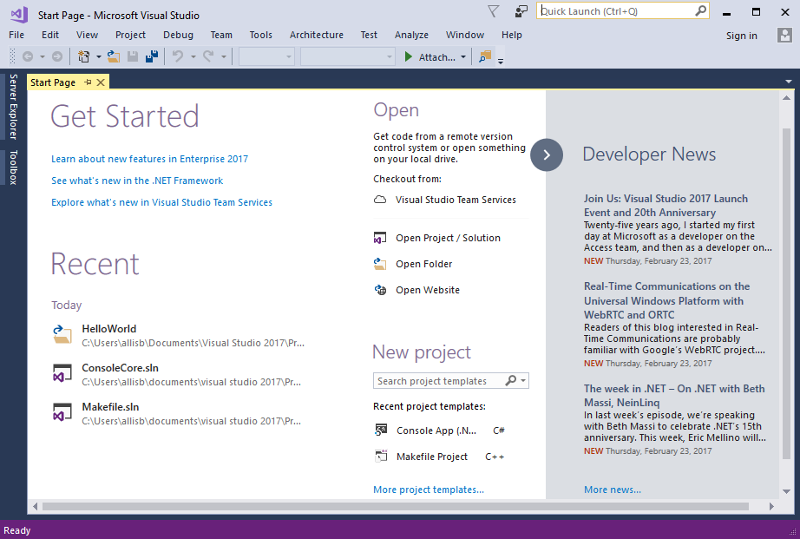 Start Page - Microsoft Visual Studio
Quick Launch (Ctrl+Q)
File Edit View Project Debug Team Tools Architecture Test Analyze Window Help Sign in
Attach...
Server Explorer
Toolbox
Start Page
Get Started
Learn about new features in Enterprise 2017
See what's new in the .NET Framework
Explore what's new in Visual Studio Team Services
Recent
Today
HelloWorld
C:\Users\allisb\Documents\Visual Studio 2017\Pr...
ConsoleCore.sln
C:\Users\allisb\documents\visual studio 2017\Pr...
Makefile.sln
C:\Users\allisb\documents\visual studio 2017\Pr...
Open
Get code from a remote version
control system or open something
on your local drive.
Checkout from:
Visual Studio Team Services
Open Project / Solution
Open Folder
Open Website
New project
Search project templates
Recent project templates:
Console App (.N... C#
Makefile Project C++
More project templates...
Developer News
Join Us: Visual Studio 2017 Launch
Event and 20th Anniversary
Twenty-five years ago, I started my first
day at Microsoft as a developer on the
Access team, and then as a developer on...
NEW Thursday, February 23, 2017
Real-Time Communications on the
Universal Windows Platform with
WebRTC and ORTC
Readers of this blog interested in Real-
Time Communications are probably
familiar with Google's WebRTC project....
NEW Thursday, February 23, 2017
The week in .NET – On .NET with Beth
Massi, NeinLinq
In last week's episode, we're speaking
with Beth Massi to celebrate .NET's 15th
anniversary. This week, Eric Mellino will...
NEW Thursday, February 23, 2017
More news...
Ready